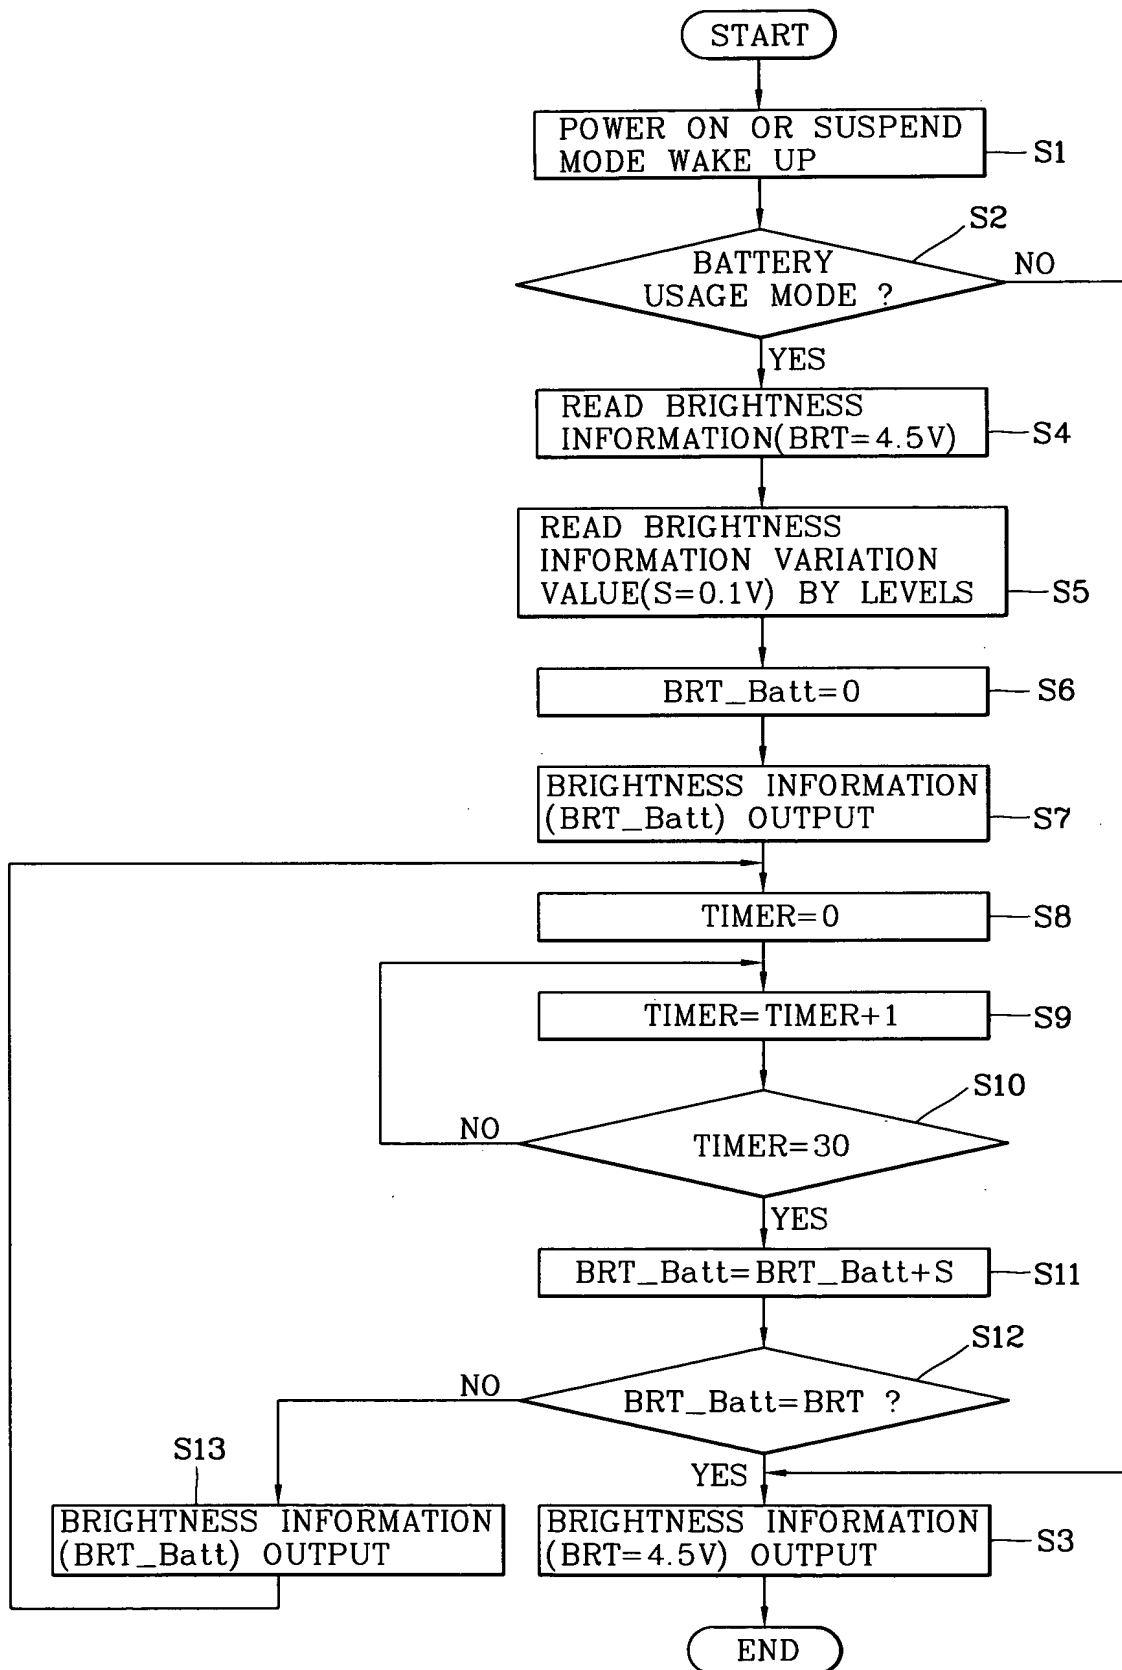 START
POWER ON OR SUSPEND
MODE WAKE UP
S1
S2
BATTERY
USAGE MODE ?
NO
YES
READ BRIGHTNESS
INFORMATION(BRT=4.5V)
S4
READ BRIGHTNESS
INFORMATION VARIATION
VALUE(S=0.1V) BY LEVELS
S5
BRT_Batt=0
S6
BRIGHTNESS INFORMATION
(BRT_Batt) OUTPUT
S7
TIMER=0
S8
TIMER=TIMER+1
S9
S10
NO
TIMER=30
YES
BRT_Batt=BRT_Batt+S
S11
S12
NO
BRT_Batt=BRT ?
S13
YES
BRIGHTNESS INFORMATION
(BRT_Batt) OUTPUT
BRIGHTNESS INFORMATION
(BRT=4.5V) OUTPUT
S3
END